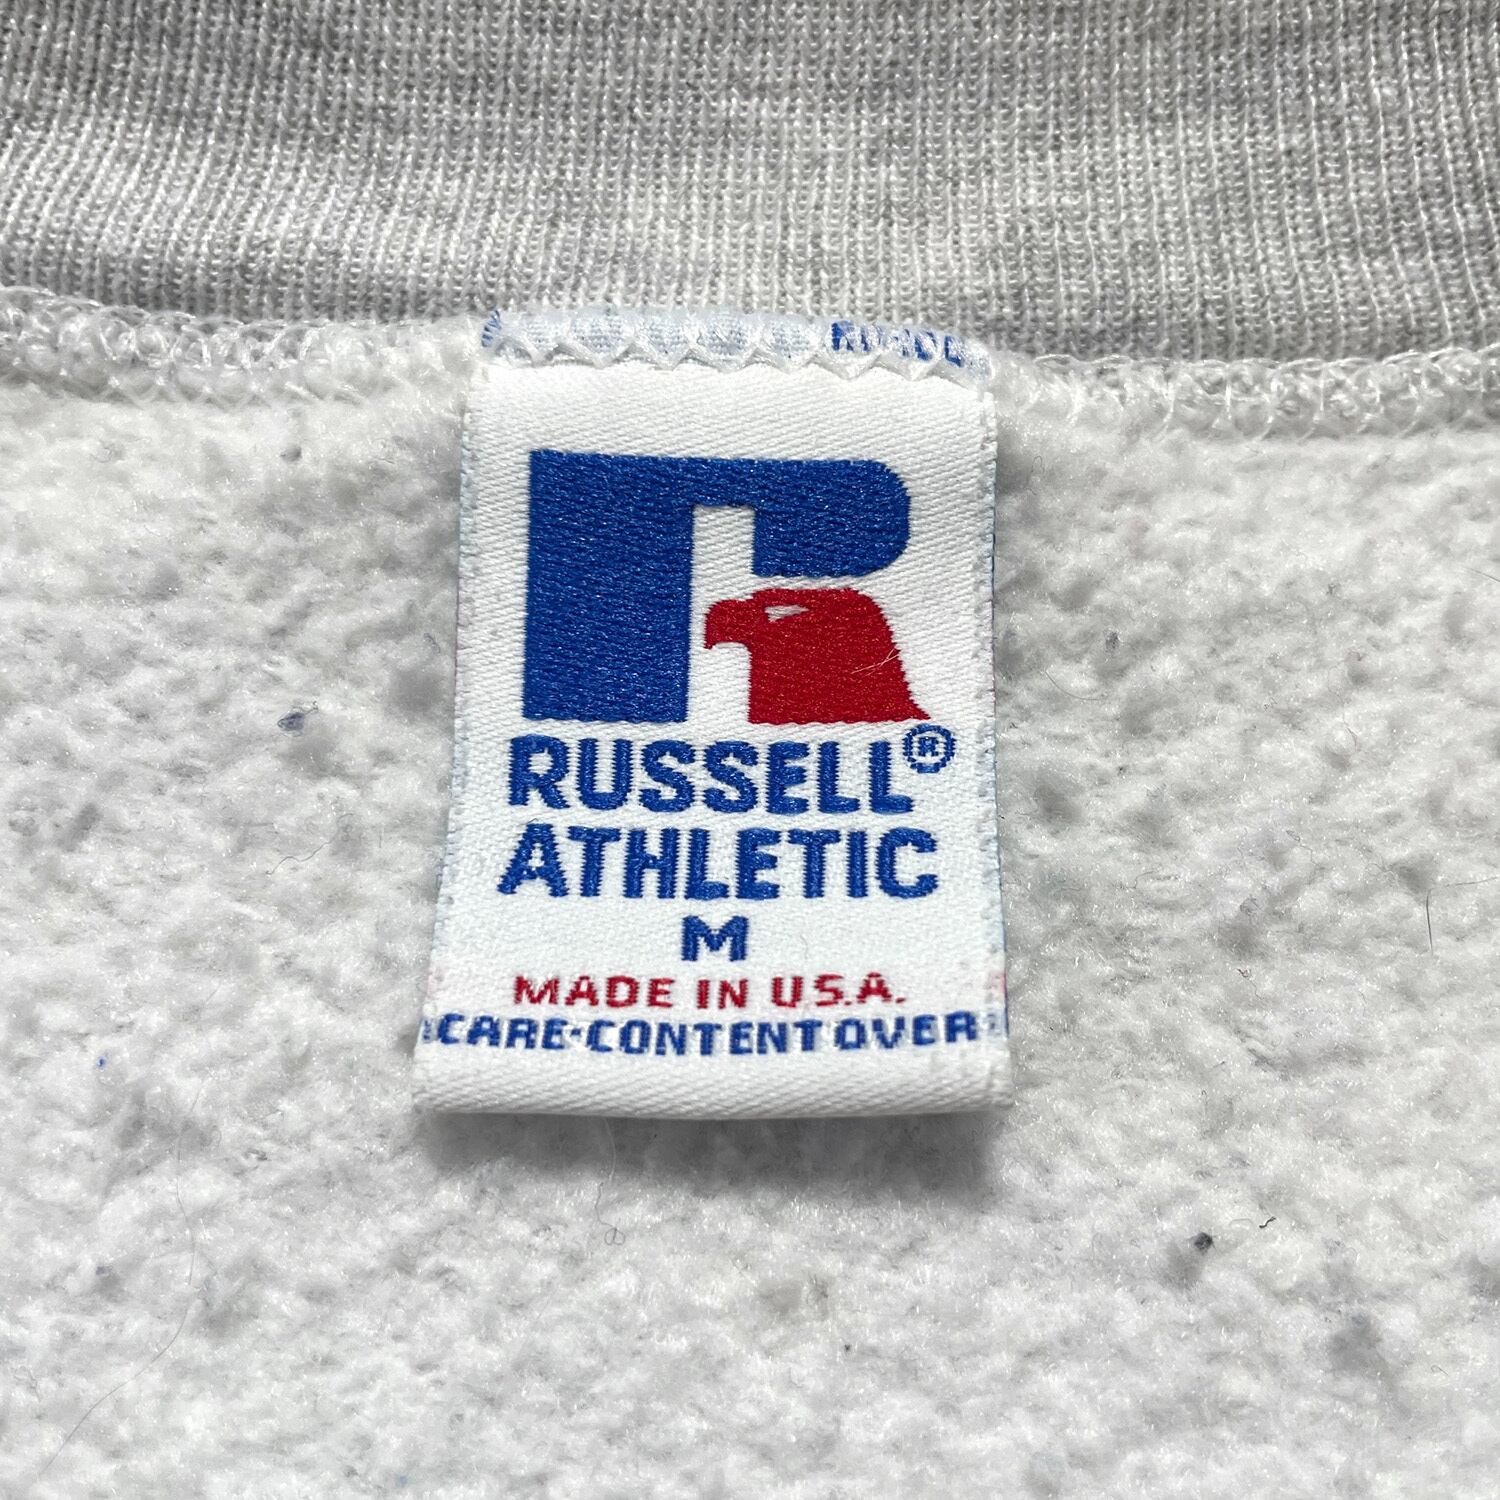 RUSSELL®
ATHLETIC
M
MADE IN U.S.A.
CARE·CONTENT OVER